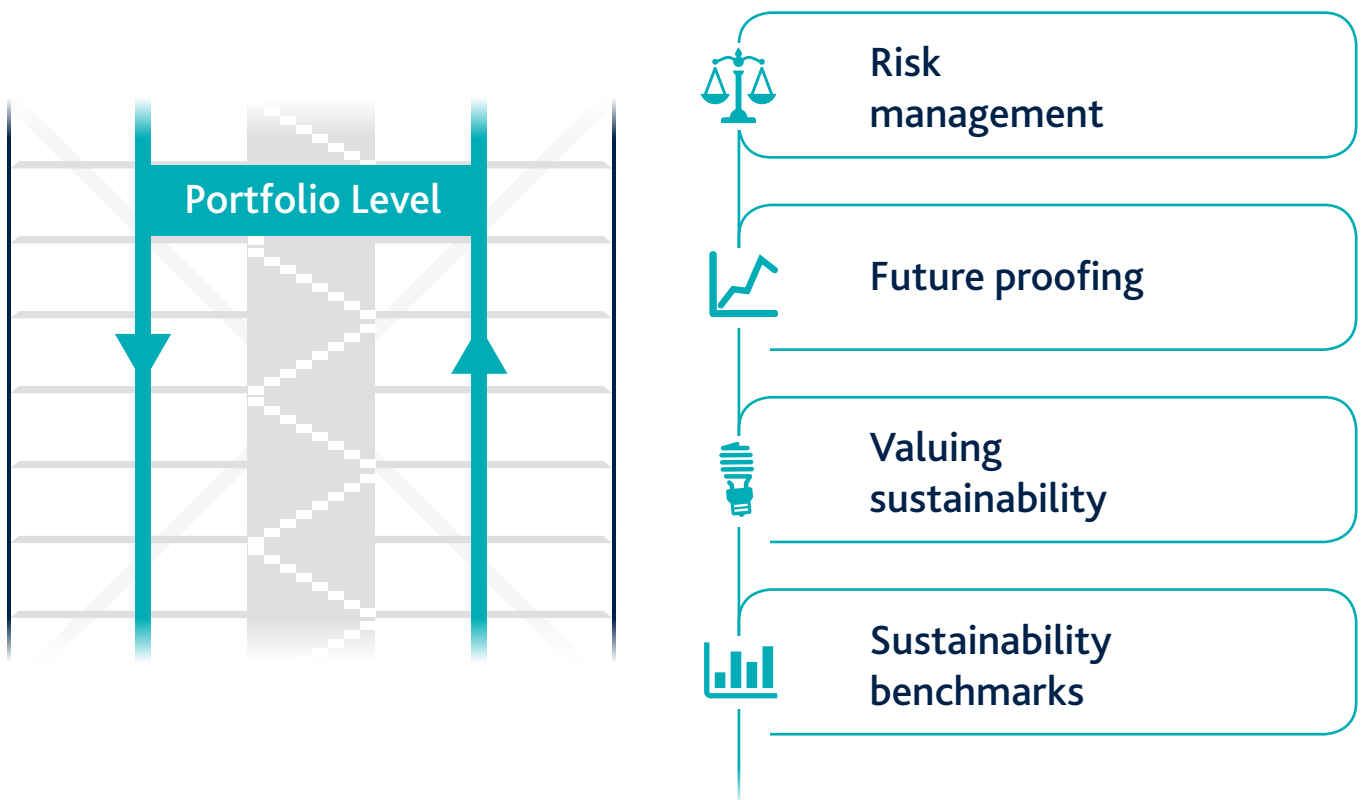 Portfolio Level
Risk
management
Future proofing
Valuing
sustainability
Sustainability
benchmarks